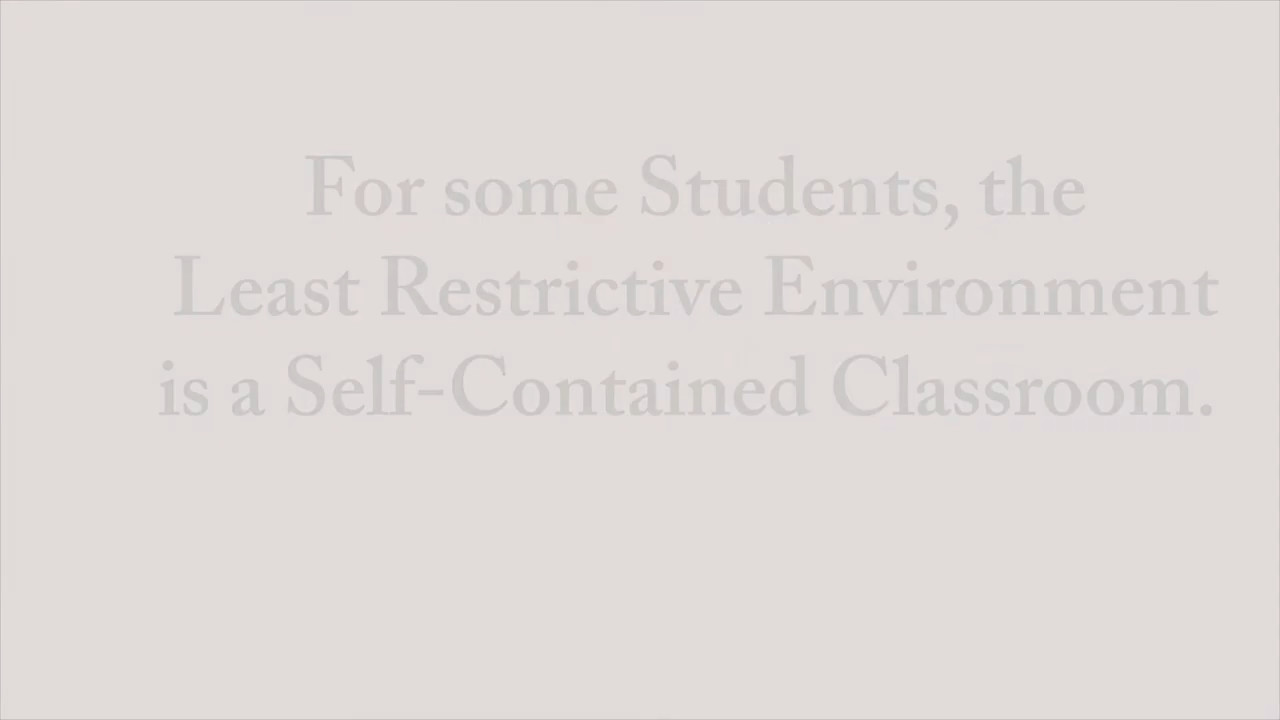 For some Students, the
Least Restrictive Environment
is a Self-Contained Classroom.